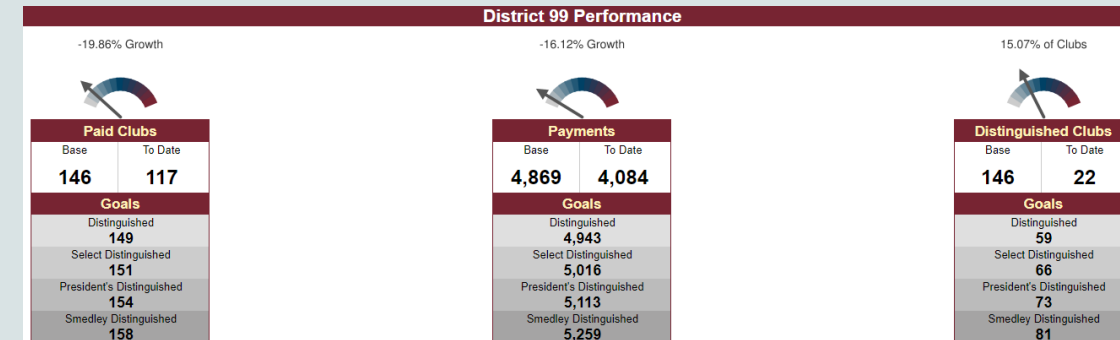 District 99 Performance
-19.86% Growth
Paid Clubs
Base To Date
146 117
Goals
Distinguished
149
Select Distinguished
151
President's Distinguished
154
Smedley Distinguished
158
-16.12% Growth
Payments
Base To Date
4,869 4,084
Goals
Distinguished
4,943
Select Distinguished
5,016
President's Distinguished
5,113
Smedley Distinguished
5,259
15.07% of Clubs
Distinguished Clubs
Base To Date
146 22
Goals
Distinguished
59
Select Distinguished
66
President's Distinguished
73
Smedley Distinguished
81